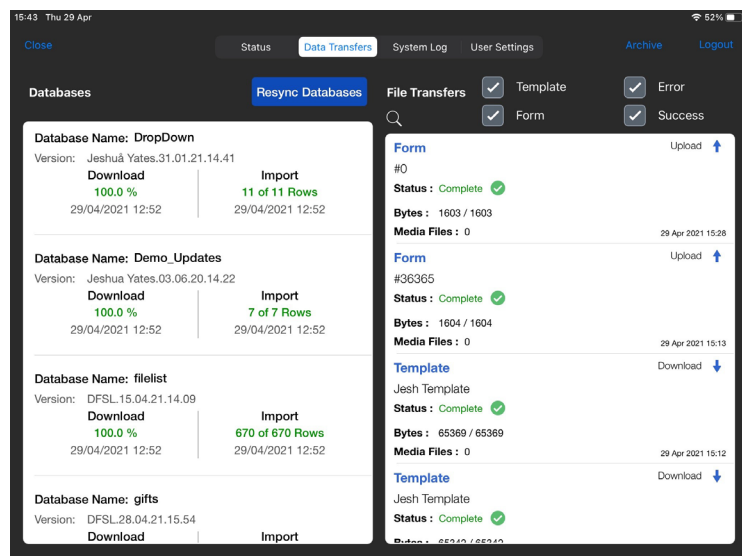 15:43 Thu 29 Apr
52%
Close
Status
Data Transfers
System Log
User Settings
Archive
Logout
Databases
Resync Databases
Database Name: DropDown
Version: Jeshuâ Yates.31.01.21.14.41
Download Import
100.0 % 11 of 11 Rows
29/04/2021 12:52 29/04/2021 12:52
Database Name: Demo_Updates
Version: Jeshua Yates.03.06.20.14.22
Download Import
100.0 % 7 of 7 Rows
29/04/2021 12:52 29/04/2021 12:52
Database Name: filelist
Version: DFSL.15.04.21.14.09
Download Import
100.0 % 670 of 670 Rows
29/04/2021 12:52 29/04/2021 12:52
Database Name: gifts
Version: DFSL.28.04.21.15.54
Download Import
File Transfers
Template
Error
Form
Success
Form Upload
#0
Status : Complete
Bytes : 1603 / 1603
Media Files : 0 29 Apr 2021 15:28
Form Upload
#36365
Status : Complete
Bytes : 1604 / 1604
Media Files : 0 29 Apr 2021 15:13
Template Download
Jesh Template
Status : Complete
Bytes : 65369 / 65369
Media Files : 0 29 Apr 2021 15:12
Template Download
Jesh Template
Status : Complete
Bytes : 65342 / 65342